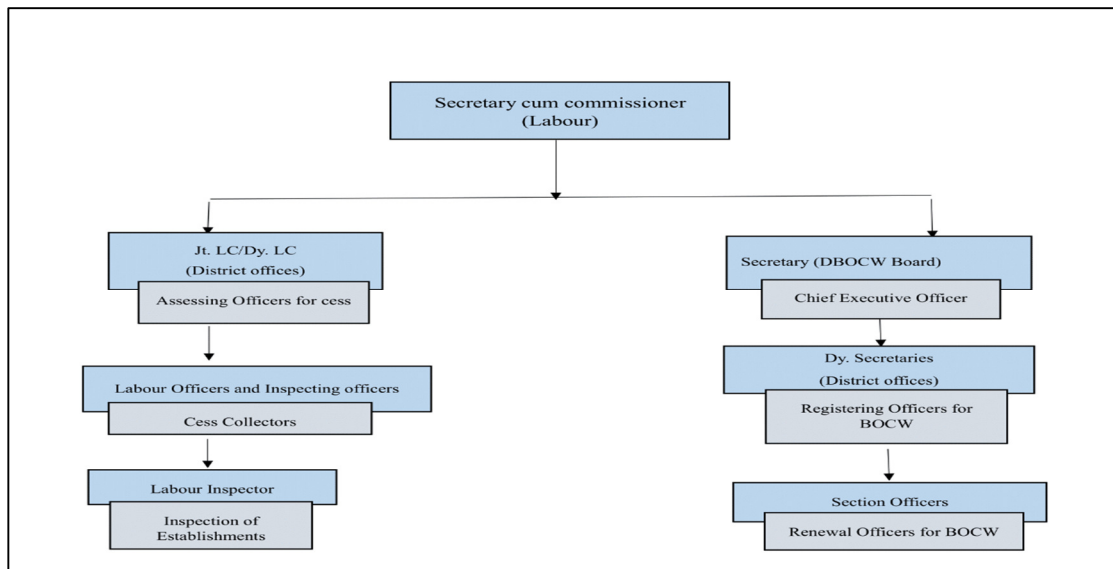 Secretary cum commissioner
(Labour)
Jt. LC/Dy. LC
(District offices)
Assessing Officers for cess
Labour Officers and Inspecting officers
Cess Collectors
Labour Inspector
Inspection of
Establishments
Secretary (DBOCW Board)
Chief Executive Officer
Dy. Secretaries
(District offices)
Registering Officers for
BOCW
Section Officers
Renewal Officers for BOCW